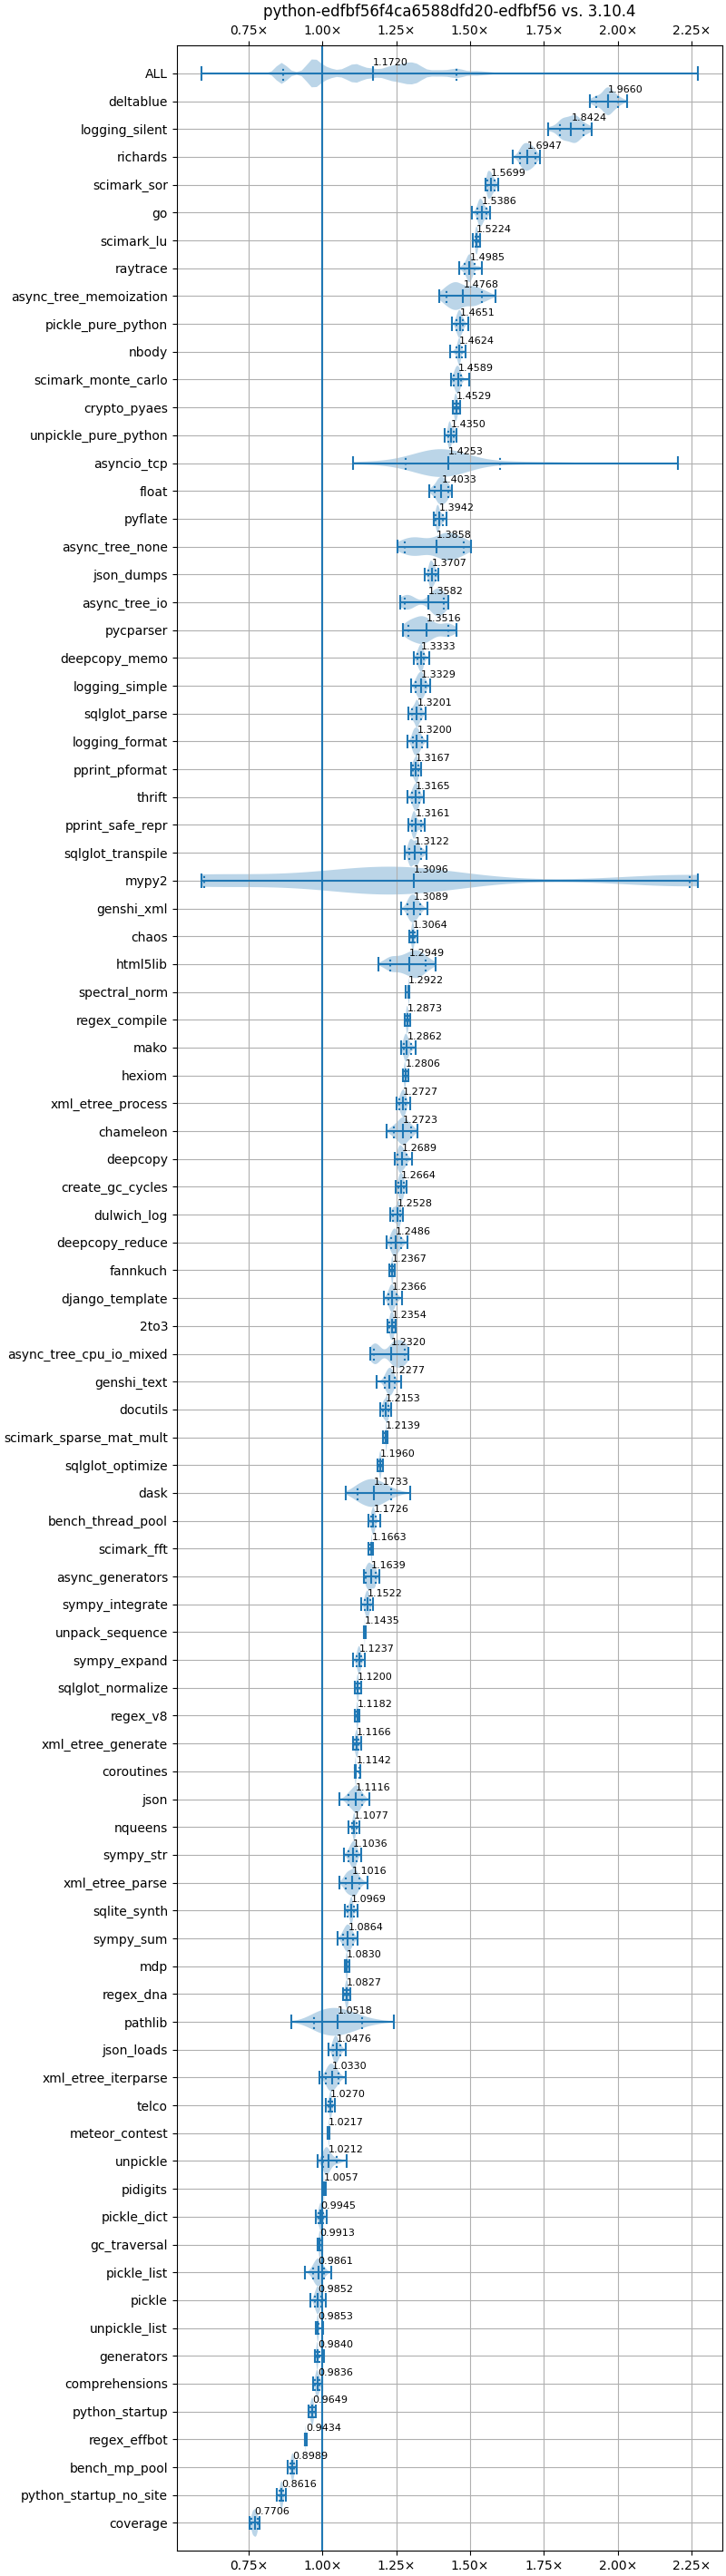 python-edfbf56f4ca6588dfd20-edfbf56 vs. 3.10.4
0.75× 1.00× 1.25× 1.50× 1.75× 2.00× 2.25×
ALL 1.1720
deltablue 1.9660
logging_silent 1.8424
richards 1.6947
scimark_sor 1.5699
go 1.5386
scimark_lu 1.5224
raytrace 1.4985
async_tree_memoization 1.4768
pickle_pure_python 1.4651
nbody 1.4624
scimark_monte_carlo 1.4589
crypto_pyaes 1.4529
unpickle_pure_python 1.4350
asyncio_tcp 1.4253
float 1.4033
pyflate 1.3942
async_tree_none 1.3858
json_dumps 1.3707
async_tree_io 1.3582
pycparser 1.3516
deepcopy_memo 1.3333
logging_simple 1.3329
sqlglot_parse 1.3201
logging_format 1.3200
pprint_pformat 1.3167
thrift 1.3165
pprint_safe_repr 1.3161
sqlglot_transpile 1.3122
mypy2 1.3096
genshi_xml 1.3089
chaos 1.3064
html5lib 1.2949
spectral_norm 1.2922
regex_compile 1.2873
mako 1.2862
hexiom 1.2806
xml_etree_process 1.2727
chameleon 1.2723
deepcopy 1.2689
create_gc_cycles 1.2664
dulwich_log 1.2528
deepcopy_reduce 1.2486
fannkuch 1.2367
django_template 1.2366
2to3 1.2354
async_tree_cpu_io_mixed 1.2320
genshi_text 1.2277
docutils 1.2153
scimark_sparse_mat_mult 1.2139
sqlglot_optimize 1.1960
dask 1.1733
bench_thread_pool 1.1726
scimark_fft 1.1663
async_generators 1.1639
sympy_integrate 1.1522
unpack_sequence 1.1435
sympy_expand 1.1237
sqlglot_normalize 1.1200
regex_v8 1.1182
xml_etree_generate 1.1166
coroutines 1.1142
json 1.1116
nqueens 1.1077
sympy_str 1.1036
xml_etree_parse 1.1016
sqlite_synth 1.0969
sympy_sum 1.0864
mdp 1.0830
regex_dna 1.0827
pathlib 1.0518
json_loads 1.0476
xml_etree_iterparse 1.0330
telco 1.0270
meteor_contest 1.0217
unpickle 1.0212
pidigits 1.0057
pickle_dict 0.9945
gc_traversal 0.9913
pickle_list 0.9861
pickle 0.9852
unpickle_list 0.9853
generators 0.9840
comprehensions 0.9836
python_startup 0.9649
regex_effbot 0.9434
bench_mp_pool 0.8989
python_startup_no_site 0.8616
coverage 0.7706
0.75× 1.00× 1.25× 1.50× 1.75× 2.00× 2.25×